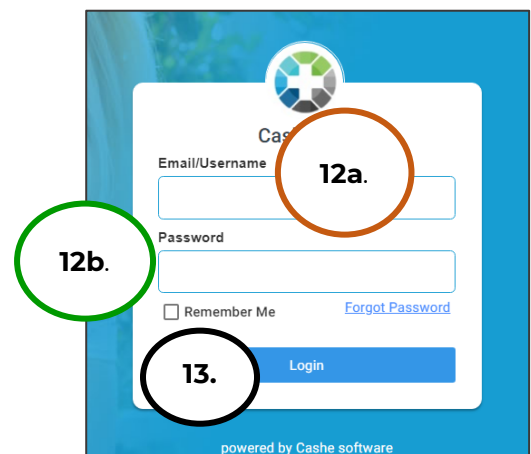 Cas
Email/Username
12a.
Password
12b.
Remember Me
Forgot Password
13.
Login
powered by Cashe software